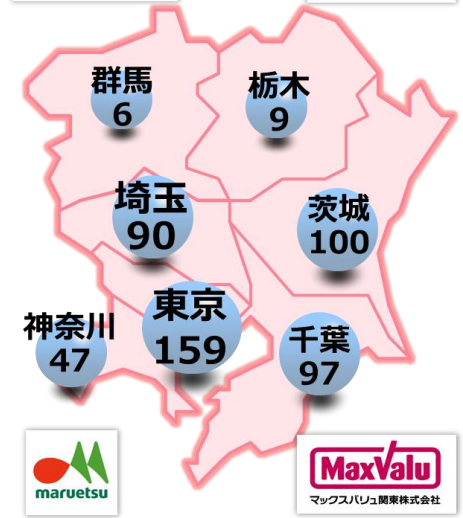 群馬
6
栃木
9
埼玉
90
茨城
100
東京
159
神奈川
47
千葉
97
maruetsu
MaxValu
マックスバリュ関東株式会社